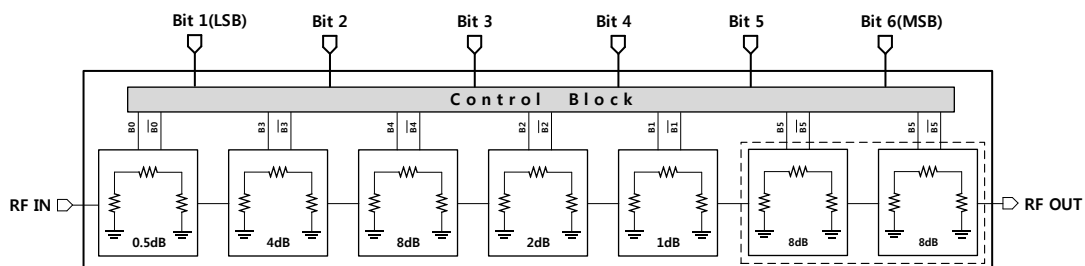 Bit 1(LSB) Bit 2 Bit 3 Bit 4 Bit 5 Bit 6(MSB)
Control Block
B0 B0 B3 B3 B4 B4 B2 B2 B1 B1 B5 B5 B5 B5
RF IN RF OUT
0.5dB 4dB 8dB 2dB 1dB 8dB 8dB